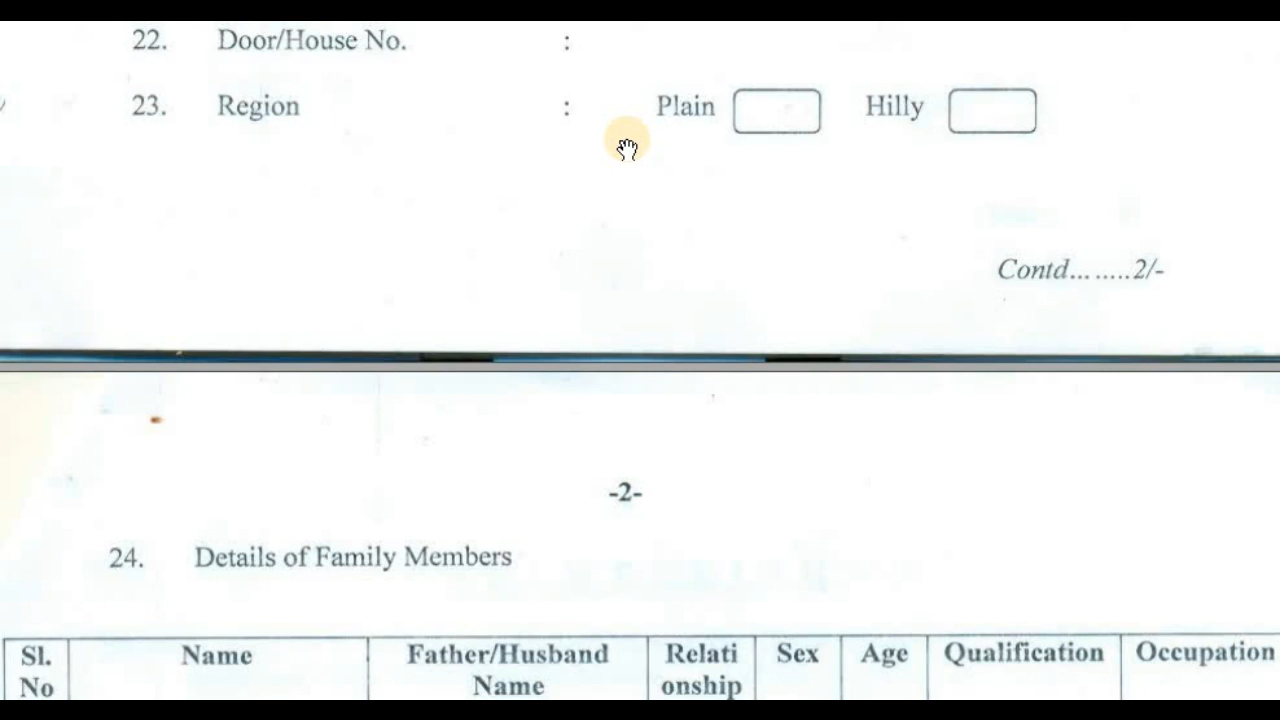 22. Door/House No. :
23. Region : Plain Hilly
Contd... .....2/-
-2-
24. Details of Family Members
Sl. No Name Father/Husband Name Relati onship Sex Age Qualification Occupation